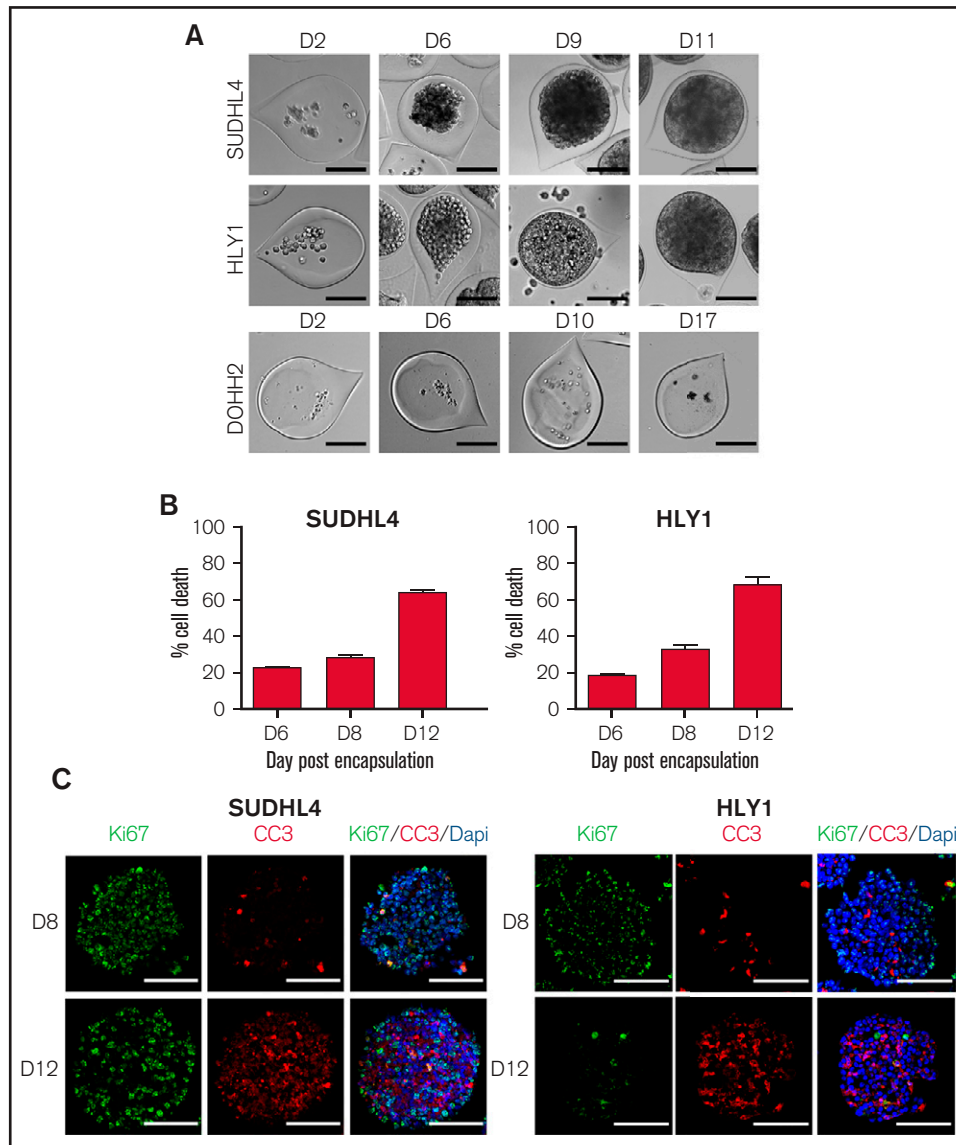 A
D2 D6 D9 D11
SUDHL4
HLY1
D2 D6 D10 D17
DOHH2
B
SUDHL4 HLY1
% cell death % cell death
100 100
80 80
60 60
40 40
20 20
0 0
D6 D8 D12 D6 D8 D12
Day post encapsulation Day post encapsulation
C
SUDHL4 HLY1
Ki67 CC3 Ki67/CC3/Dapi Ki67 CC3 Ki67/CC3/Dapi
D8 D8
D12 D12